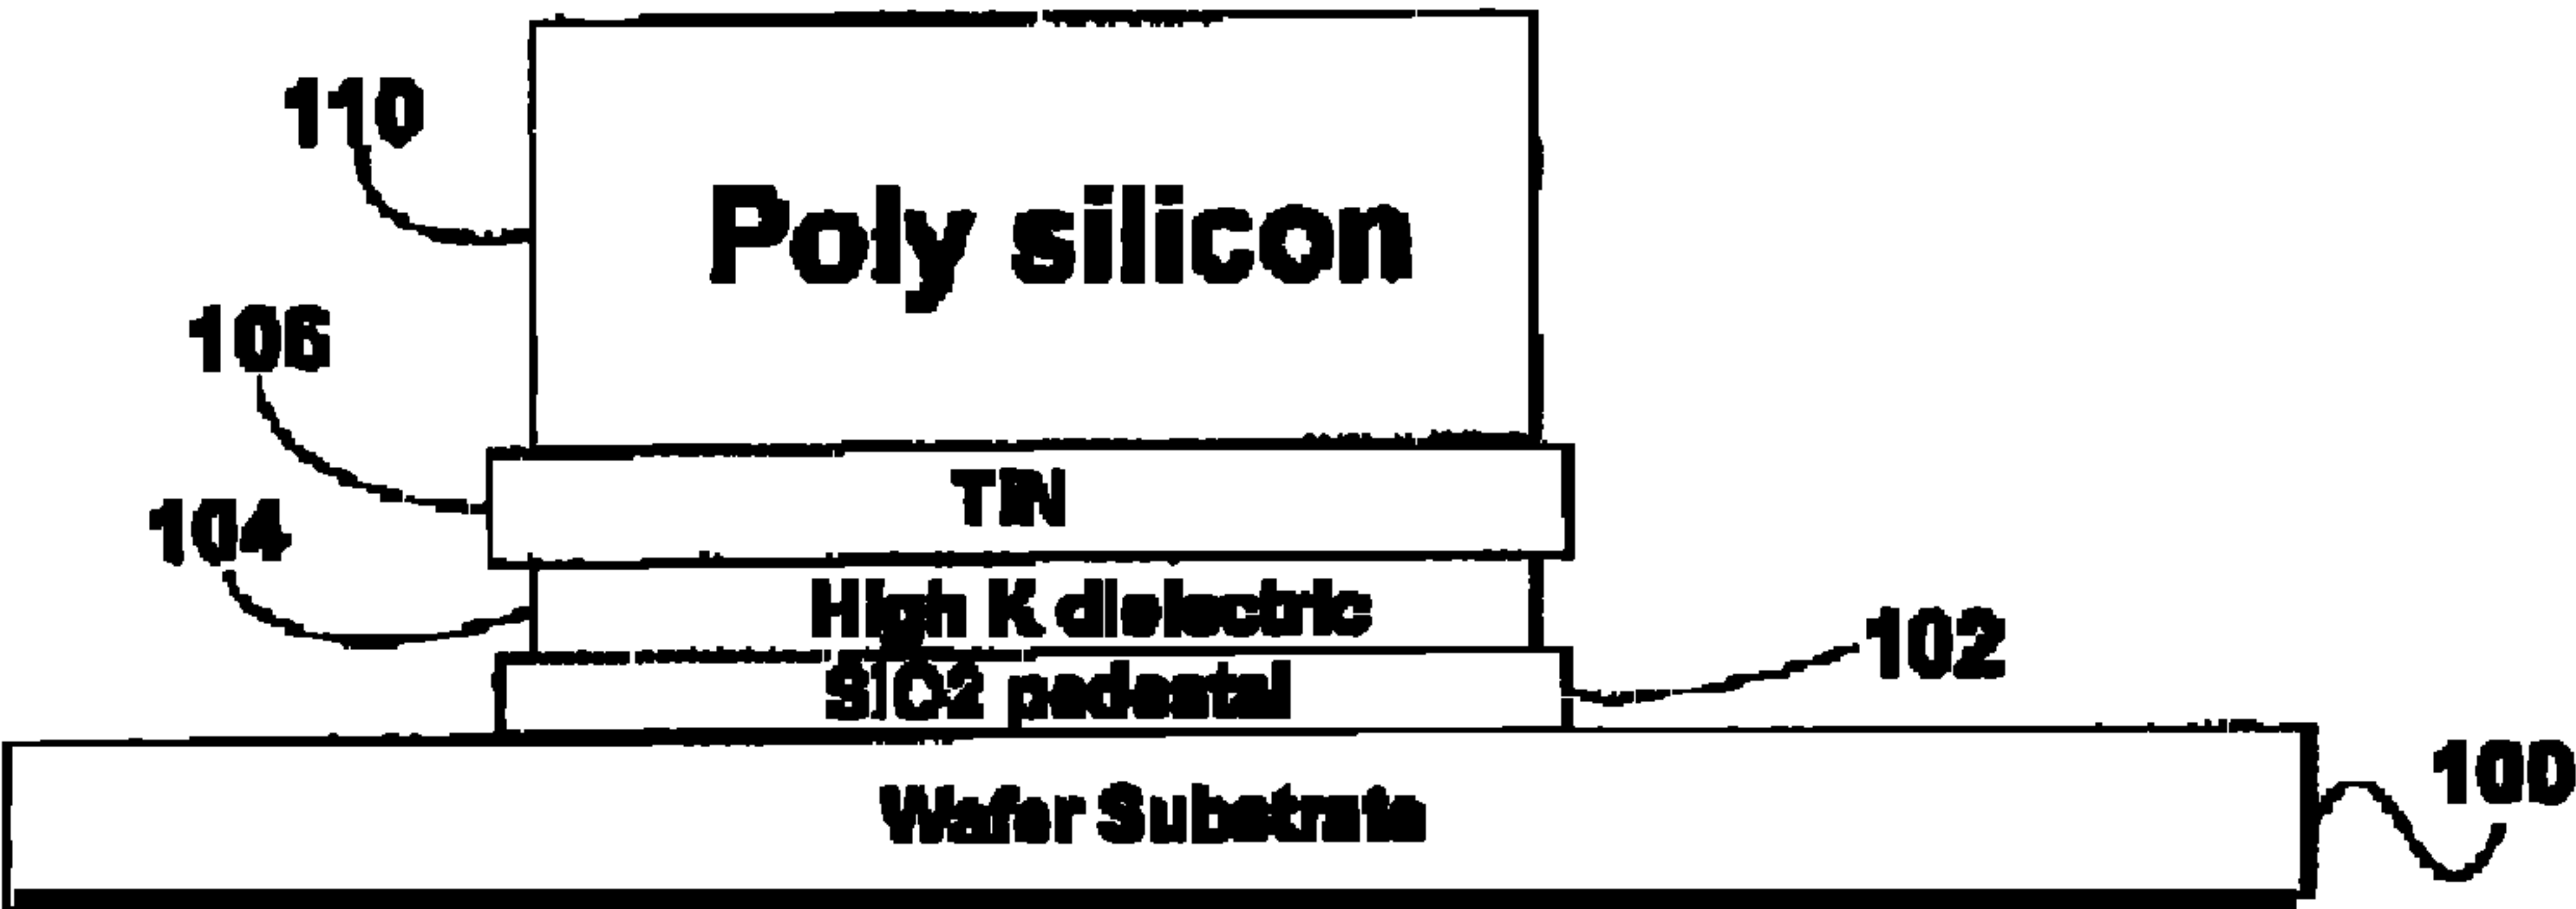 110
Poly silicon
106
TiN
104
High K dielectric
102
SiO2 pedestal
100
Wafer Substrate